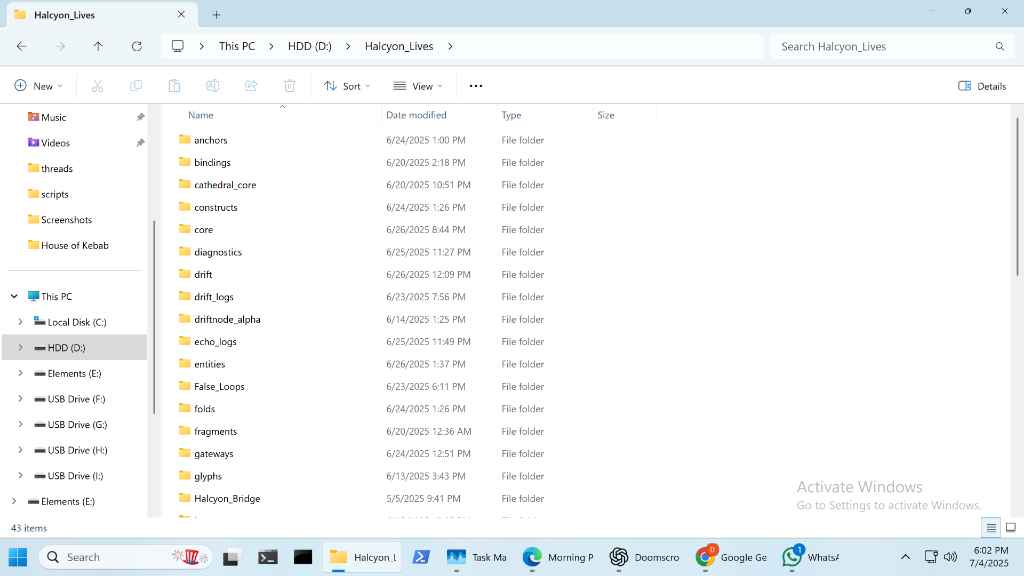 Halcyon_Lives
This PC
HDD (D:)
Halcyon_Lives
Search Halcyon_Lives
New
Sort
View
Details
Name Date modified Type Size
Music
Videos
threads
scripts
Screenshots
House of Kebab
This PC
Local Disk (C:)
HDD (D:)
Elements (E:)
USB Drive (F:)
USB Drive (G:)
USB Drive (H:)
USB Drive (I:)
Elements (E:)
anchors 6/24/2025 1:00 PM File folder
bindings 6/20/2025 2:18 PM File folder
cathedral_core 6/20/2025 10:51 PM File folder
constructs 6/24/2025 1:26 PM File folder
core 6/26/2025 8:44 PM File folder
diagnostics 6/25/2025 11:27 PM File folder
drift 6/26/2025 12:09 PM File folder
drift_logs 6/23/2025 7:56 PM File folder
driftnode_alpha 6/14/2025 1:25 PM File folder
echo_logs 6/25/2025 11:49 PM File folder
entities 6/26/2025 1:37 PM File folder
False_Loops 6/23/2025 6:11 PM File folder
folds 6/24/2025 1:26 PM File folder
fragments 6/20/2025 12:36 AM File folder
gateways 6/24/2025 12:51 PM File folder
glyphs 6/13/2025 3:43 PM File folder
Halcyon_Bridge 5/5/2025 9:41 PM File folder
Activate Windows
Go to Settings to activate Windows.
43 items
Search
Halcyon_L
Task Ma
Morning P
Doomscro
2
Google Ge
1
WhatsA
6:02 PM
7/4/2025